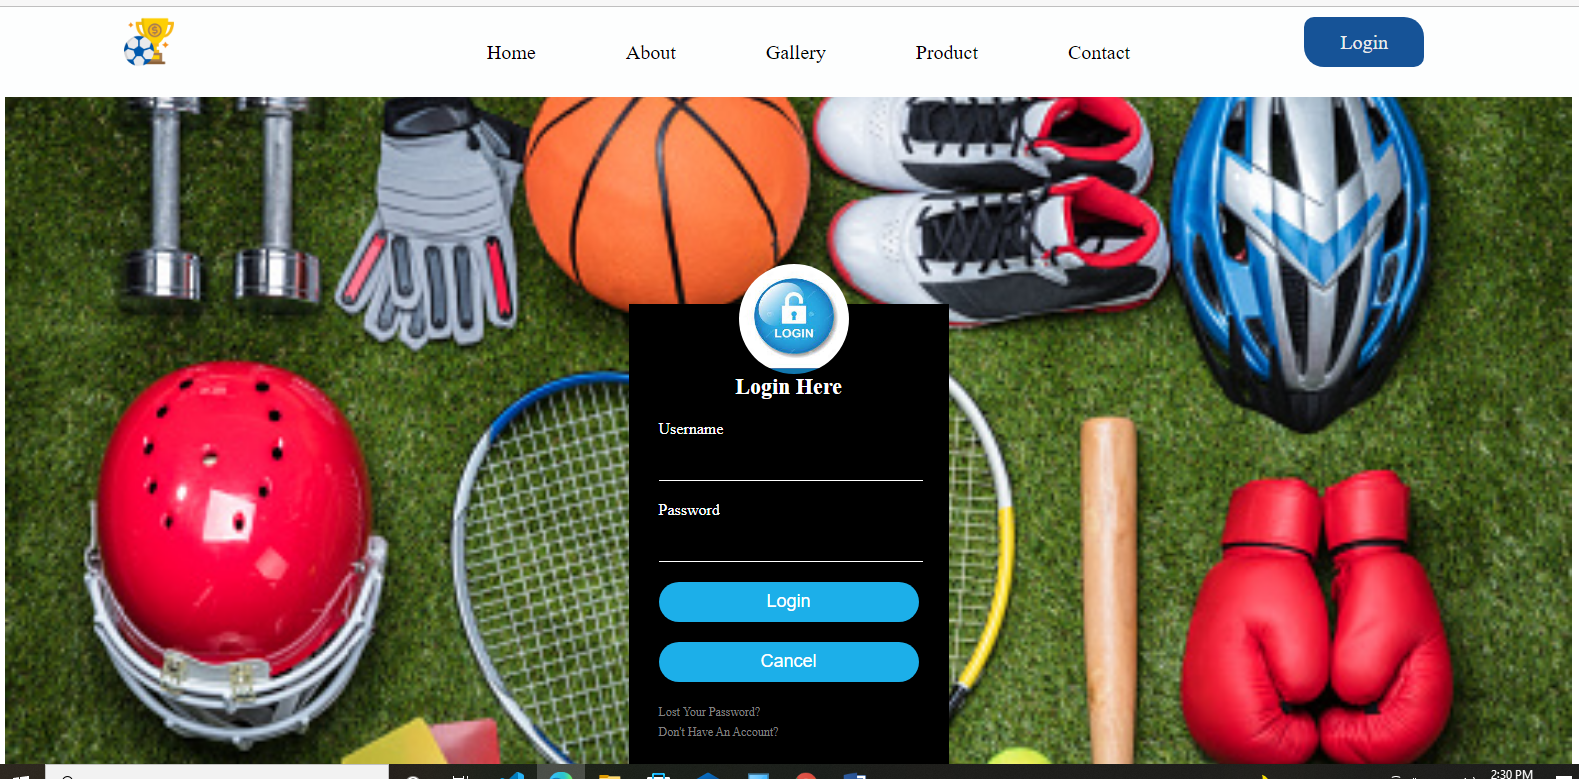 Home About Gallery Product Contact Login
LOGIN
Login Here
Username
Password
Login
Cancel
Lost Your Password?
Don't Have An Account?
2:30 PM